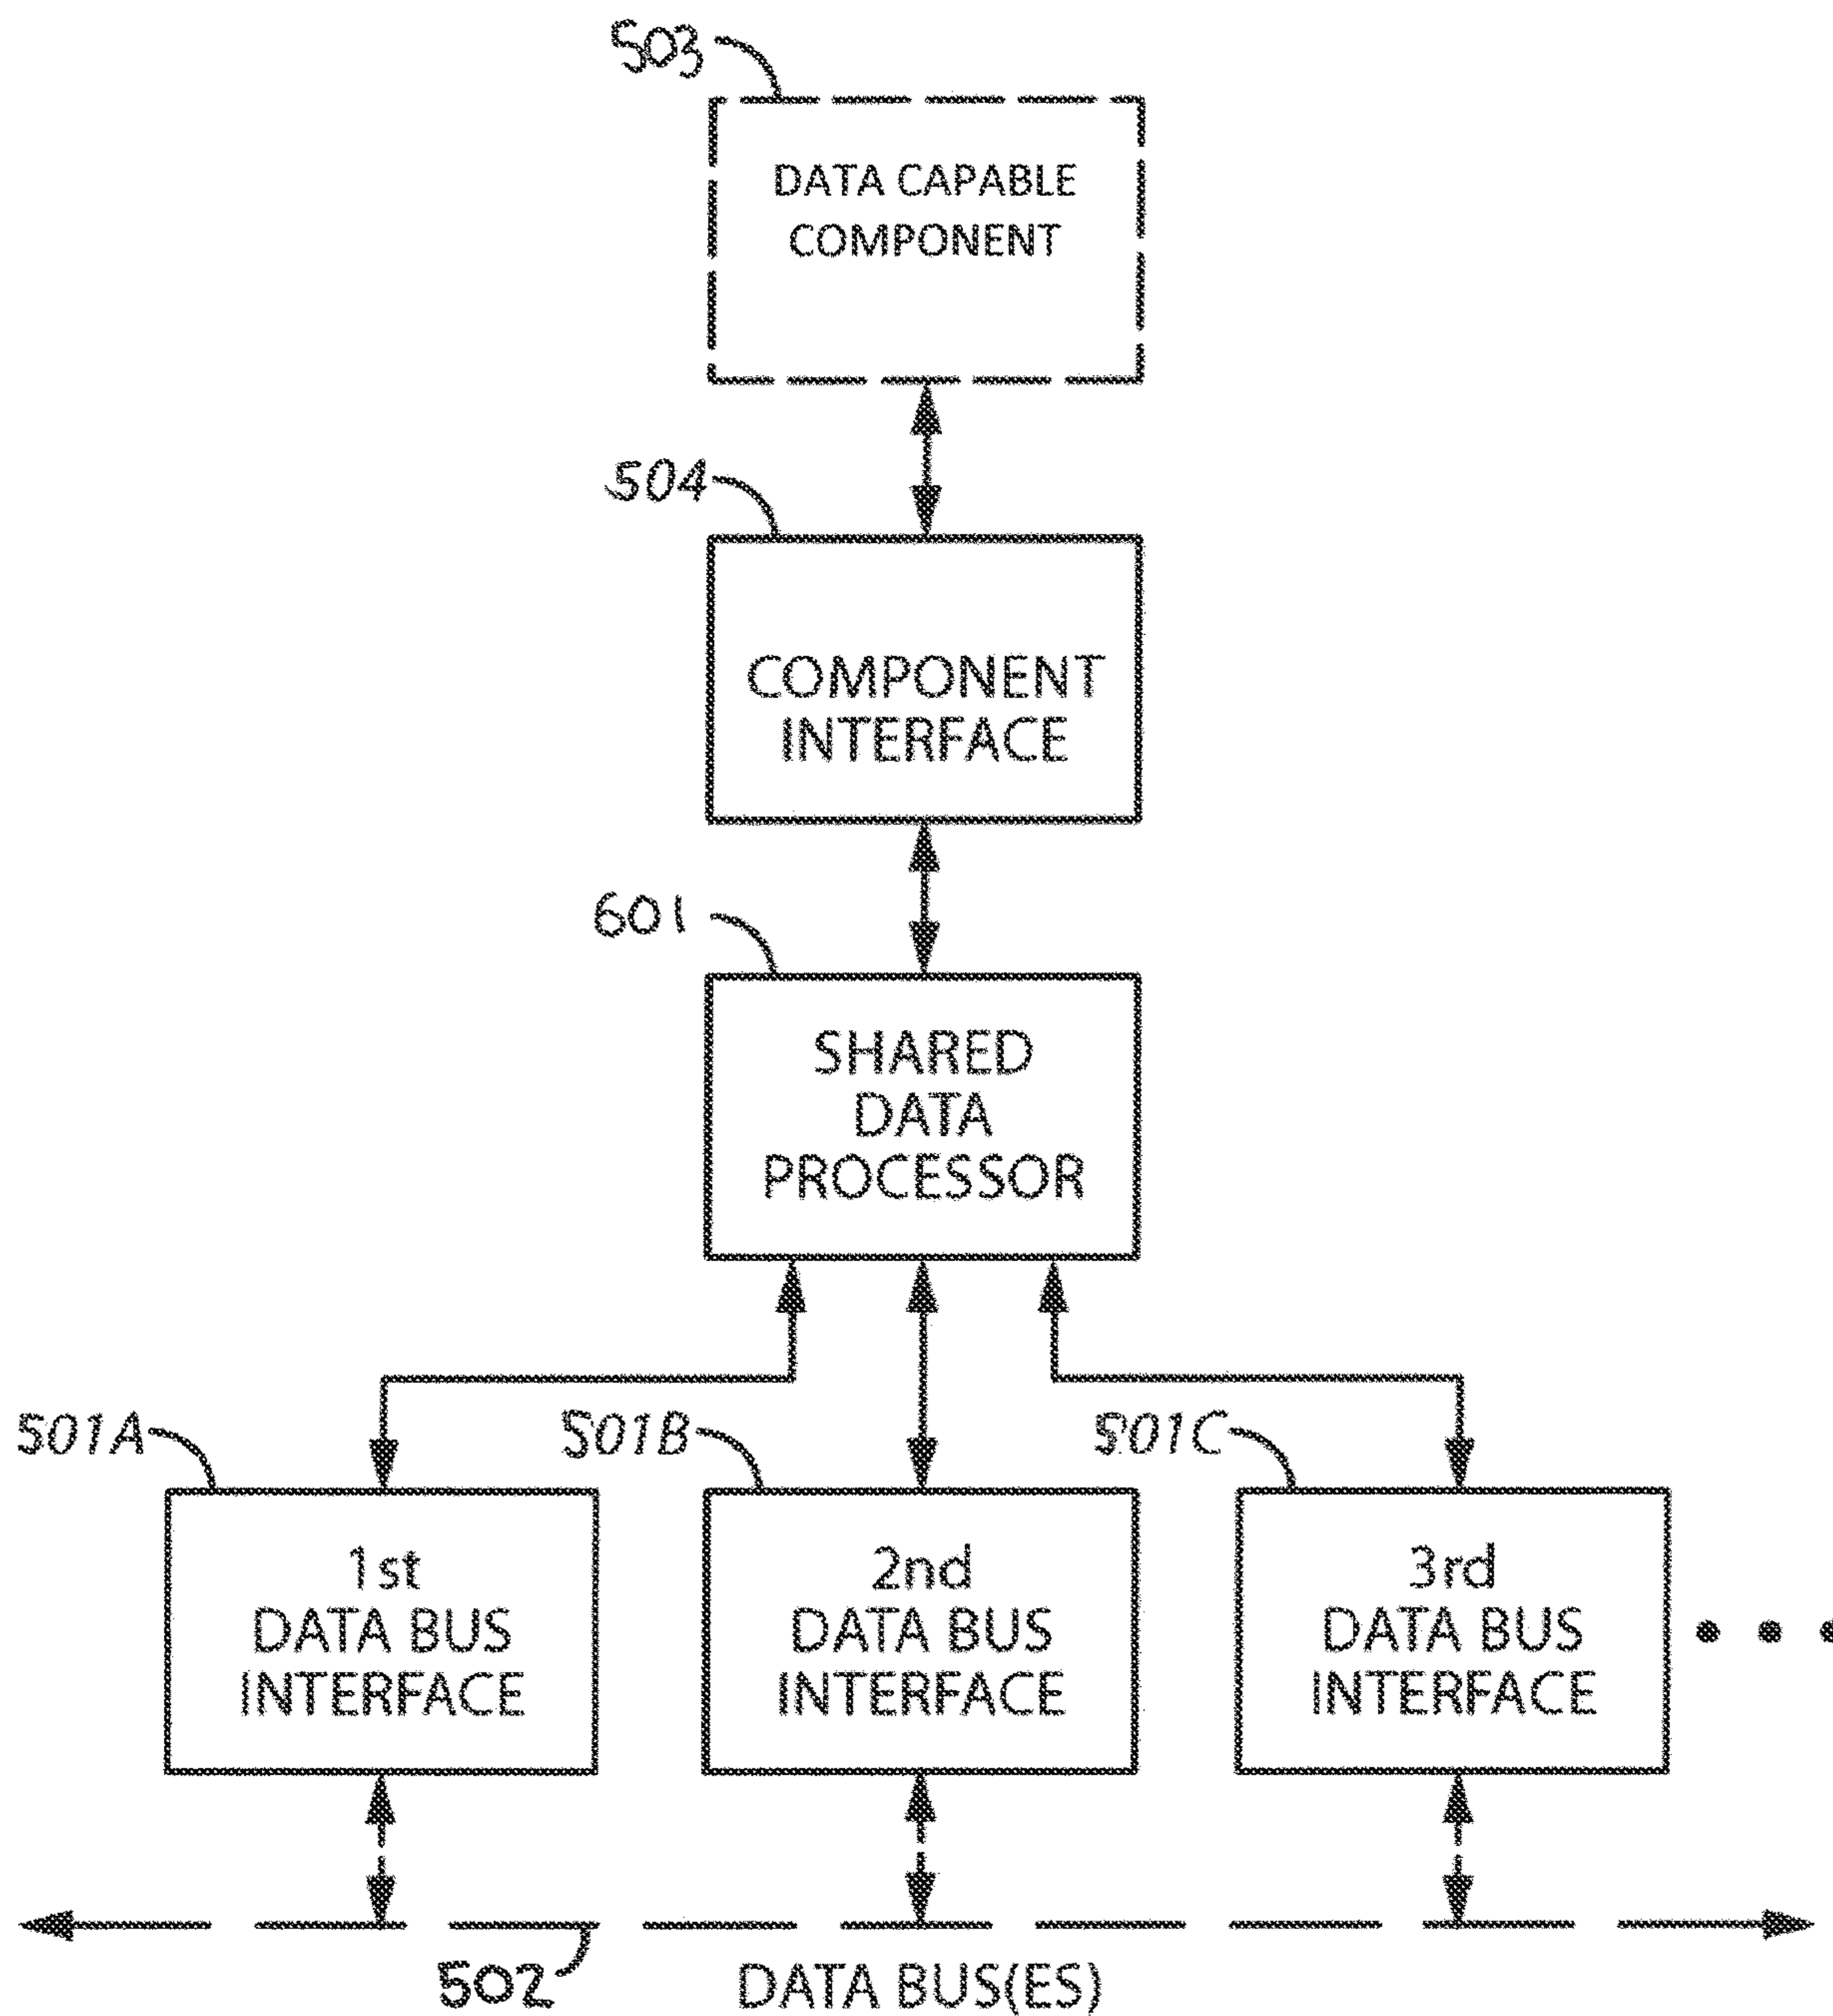 503
DATA CAPABLE
COMPONENT
504
COMPONENT
INTERFACE
601
SHARED
DATA
PROCESSOR
501A
501B
501C
1st
DATA BUS
INTERFACE
2nd
DATA BUS
INTERFACE
3rd
DATA BUS
INTERFACE
502
DATA BUS(ES)